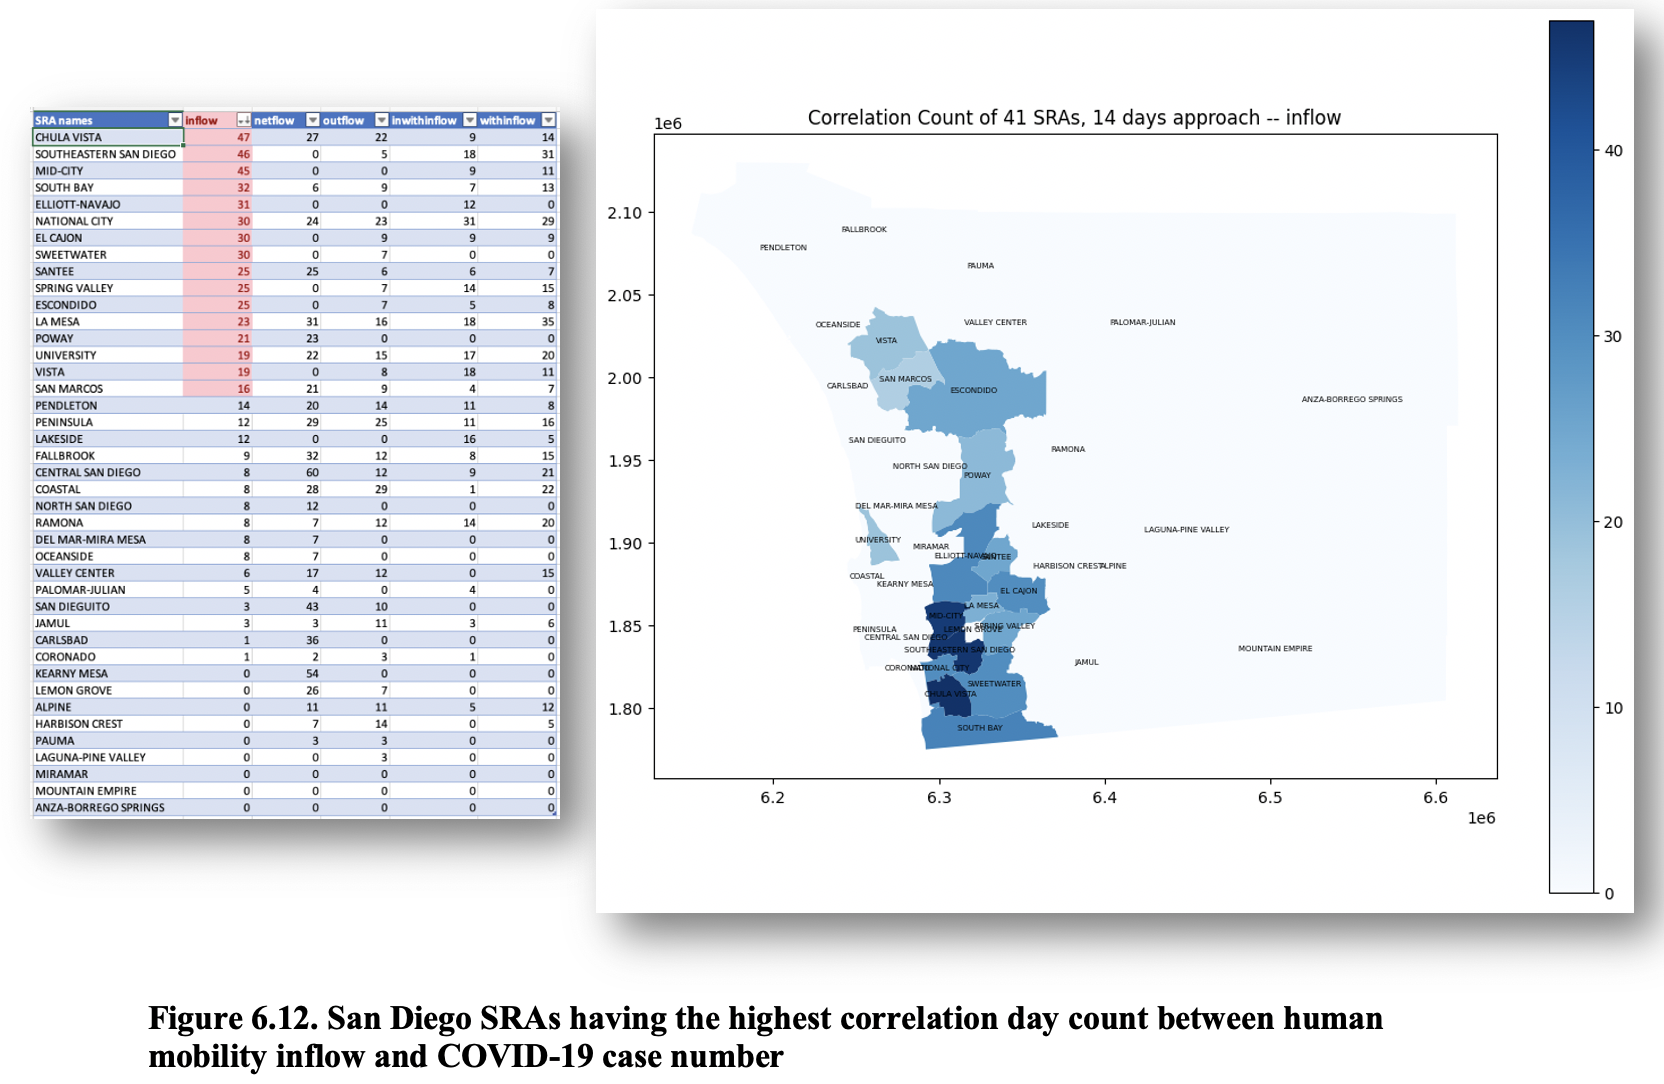 SRA names inflow netflow outflow inwithinflow withinflow
CHULA VISTA 47 27 22 9 14
SOUTHEASTERN SAN DIEGO 46 0 5 18 31
MID-CITY 45 0 0 9 11
SOUTH BAY 32 6 9 7 13
ELLIOTT-NAVAJO 31 0 0 12 0
NATIONAL CITY 30 24 23 31 29
EL CAJON 30 0 9 9 9
SWEETWATER 30 0 7 0 0
SANTEE 25 25 6 6 7
SPRING VALLEY 25 0 7 14 15
ESCONDIDO 25 0 7 5 8
LA MESA 23 31 16 18 35
POWAY 21 23 0 0 0
UNIVERSITY 19 22 15 17 20
VISTA 19 0 8 18 11
SAN MARCOS 16 21 9 4 7
PENDLETON 14 20 14 11 8
PENINSULA 12 29 25 11 16
LAKESIDE 12 0 0 16 5
FALLBROOK 9 32 12 8 15
CENTRAL SAN DIEGO 8 60 12 9 21
COASTAL 8 28 29 1 22
NORTH SAN DIEGO 8 12 0 0 0
RAMONA 8 7 12 14 20
DEL MAR-MIRA MESA 8 7 0 0 0
OCEANSIDE 8 7 0 0 0
VALLEY CENTER 6 17 12 0 15
PALOMAR-JULIAN 5 4 0 4 0
SAN DIEGUITO 3 43 10 0 0
JAMUL 3 3 11 3 6
CARLSBAD 1 36 0 0 0
CORONADO 1 2 3 1 0
KEARNY MESA 0 54 0 0 0
LEMON GROVE 0 26 7 0 0
ALPINE 0 11 11 5 12
HARBISON CREST 0 7 14 0 5
PAUMA 0 3 3 0 0
LAGUNA-PINE VALLEY 0 0 3 0 0
MIRAMAR 0 0 0 0 0
MOUNTAIN EMPIRE 0 0 0 0 0
ANZA-BORREGO SPRINGS 0 0 0 0 0
Correlation Count of 41 SRAs, 14 days approach -- inflow
1e6
2.10
2.05
2.00
1.95
1.90
1.85
1.80
FALLBROOK
PENDLETON
PAUMA
OCEANSIDE
VALLEY CENTER
PALOMAR-JULIAN
VISTA
SAN MARCOS
CARLSBAD
ESCONDIDO
ANZA-BORREGO SPRINGS
SAN DIEGUITO
RAMONA
NORTH SAN DIEGO
POWAY
DEL MAR-MIRA MESA
LAKESIDE
LAGUNA-PINE VALLEY
UNIVERSITY
MIRAMAR
ELLIOTT-NAVAJO
SANTEE
HARBISON CREST
ALPINE
COASTAL
KEARNY MESA
EL CAJON
LA MESA
MID-CITY
SPRING VALLEY
LEMON GROVE
PENINSULA
CENTRAL SAN DIEGO
SOUTHEASTERN SAN DIEGO
MOUNTAIN EMPIRE
JAMUL
CORONADO
NATIONAL CITY
SWEETWATER
CHULA VISTA
SOUTH BAY
6.2 6.3 6.4 6.5 6.6
1e6
40
30
20
10
0
Figure 6.12. San Diego SRAs having the highest correlation day count between human
mobility inflow and COVID-19 case number